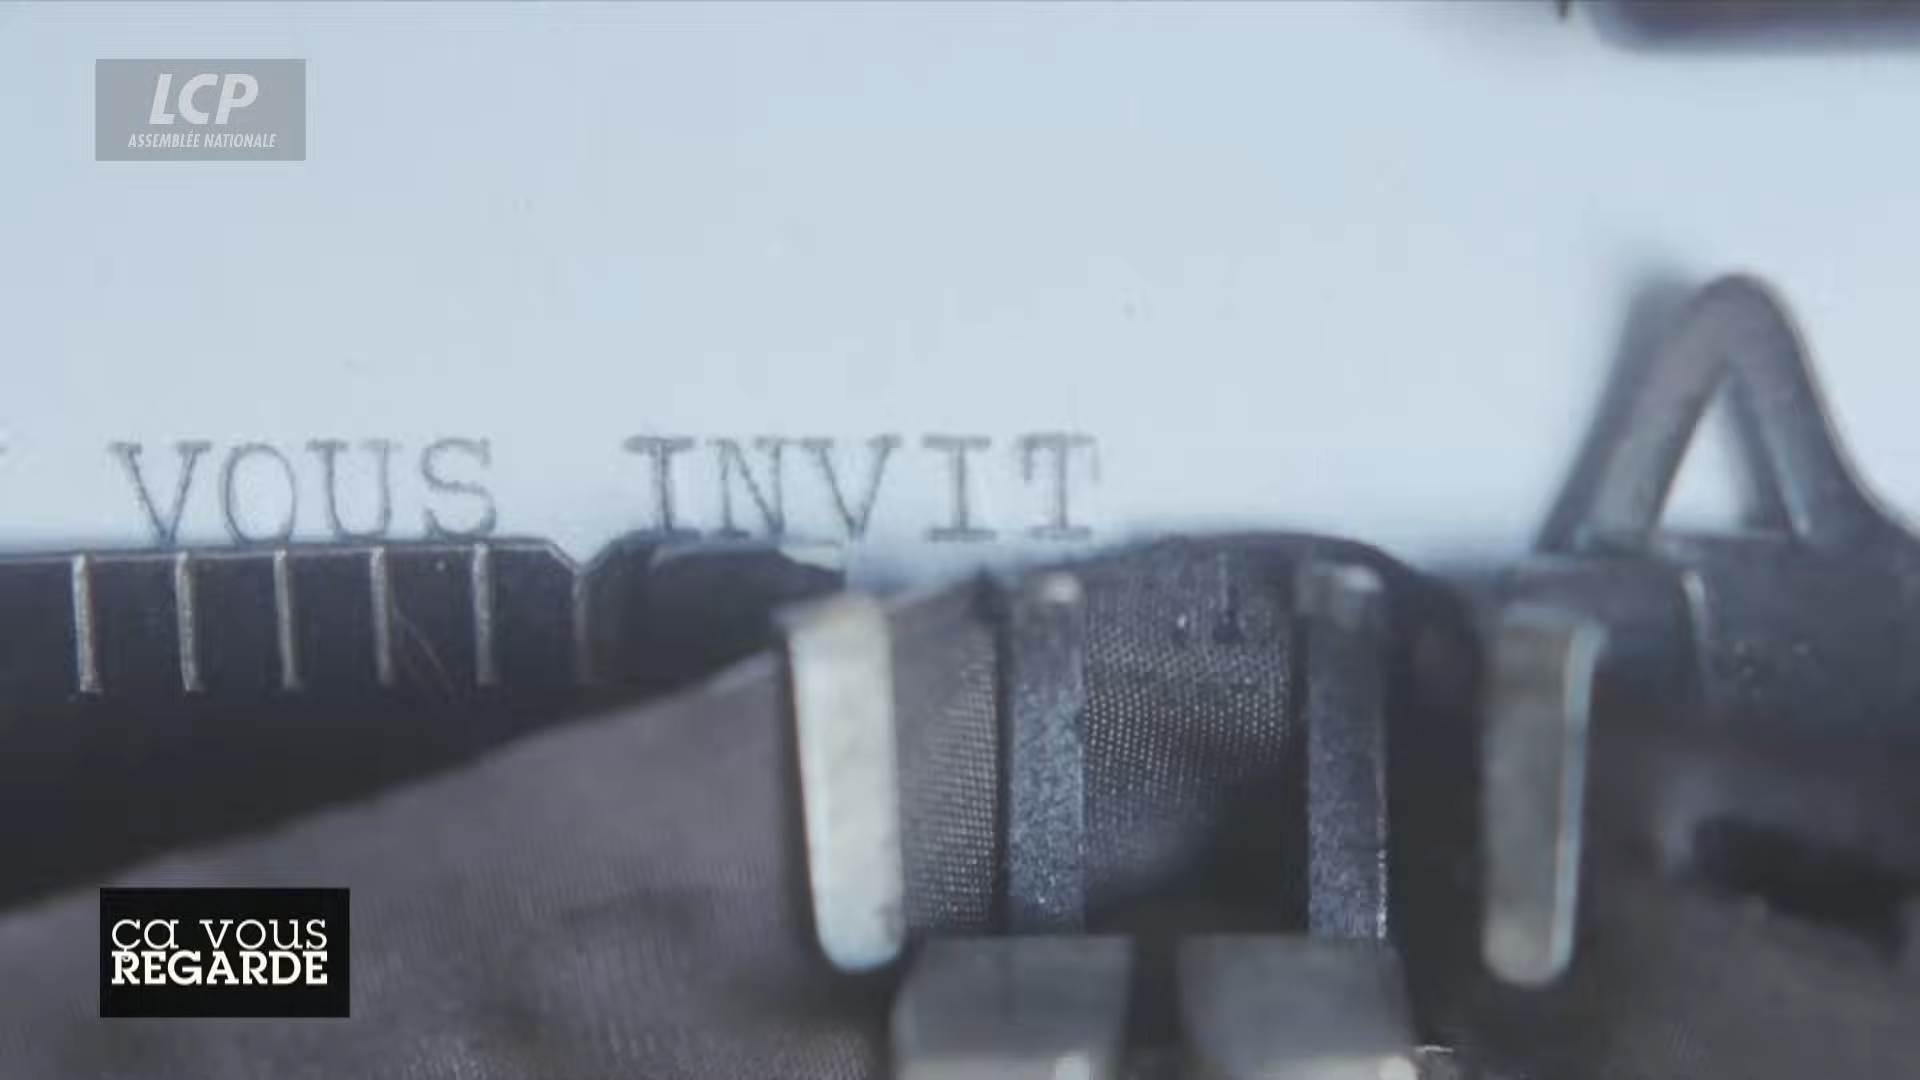 LCP
ASSEMBLÉE NATIONALE
VOUS INVIT
ça vous
REGARDE